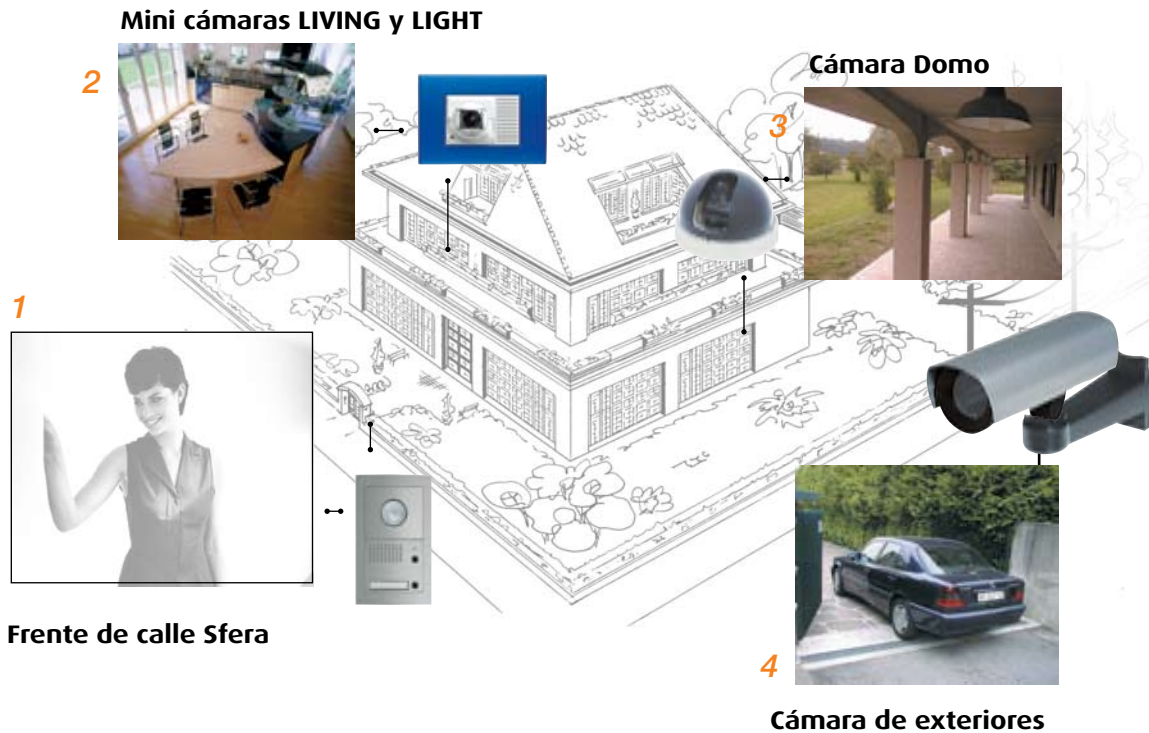 Mini cámaras LIVING y LIGHT
2
Cámara Domo
3
1
Frente de calle Sfera
4
Cámara de exteriores